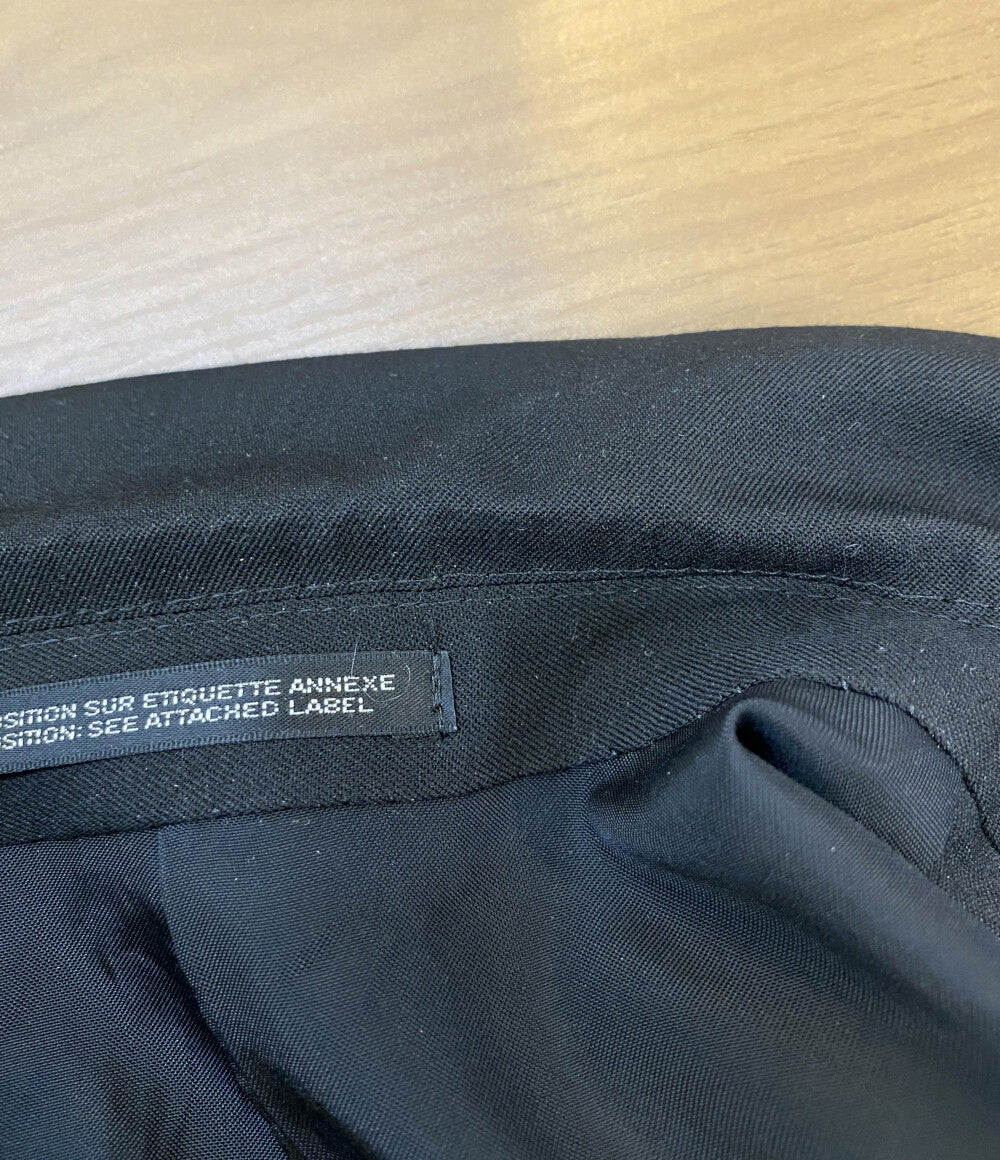 SITION SUR ETIQUETTE ANNEXE
SITION: SEE ATTACHED LABEL